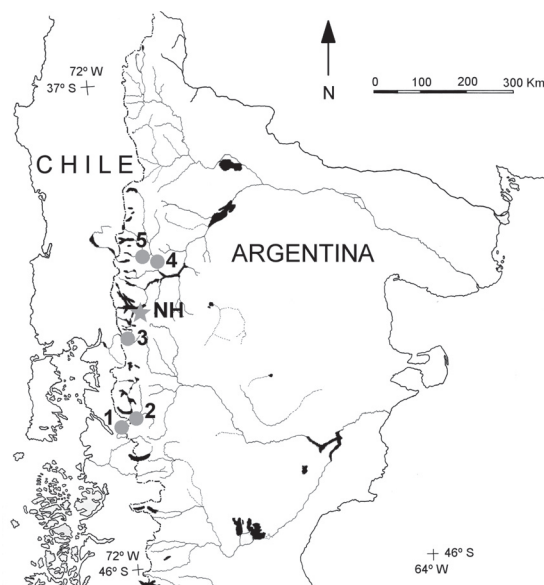 72º W
37º S
N
0 100 200 300 Km
CHILE
ARGENTINA
5
4
NH
3
1
2
72º W
46º S
46º S
64º W